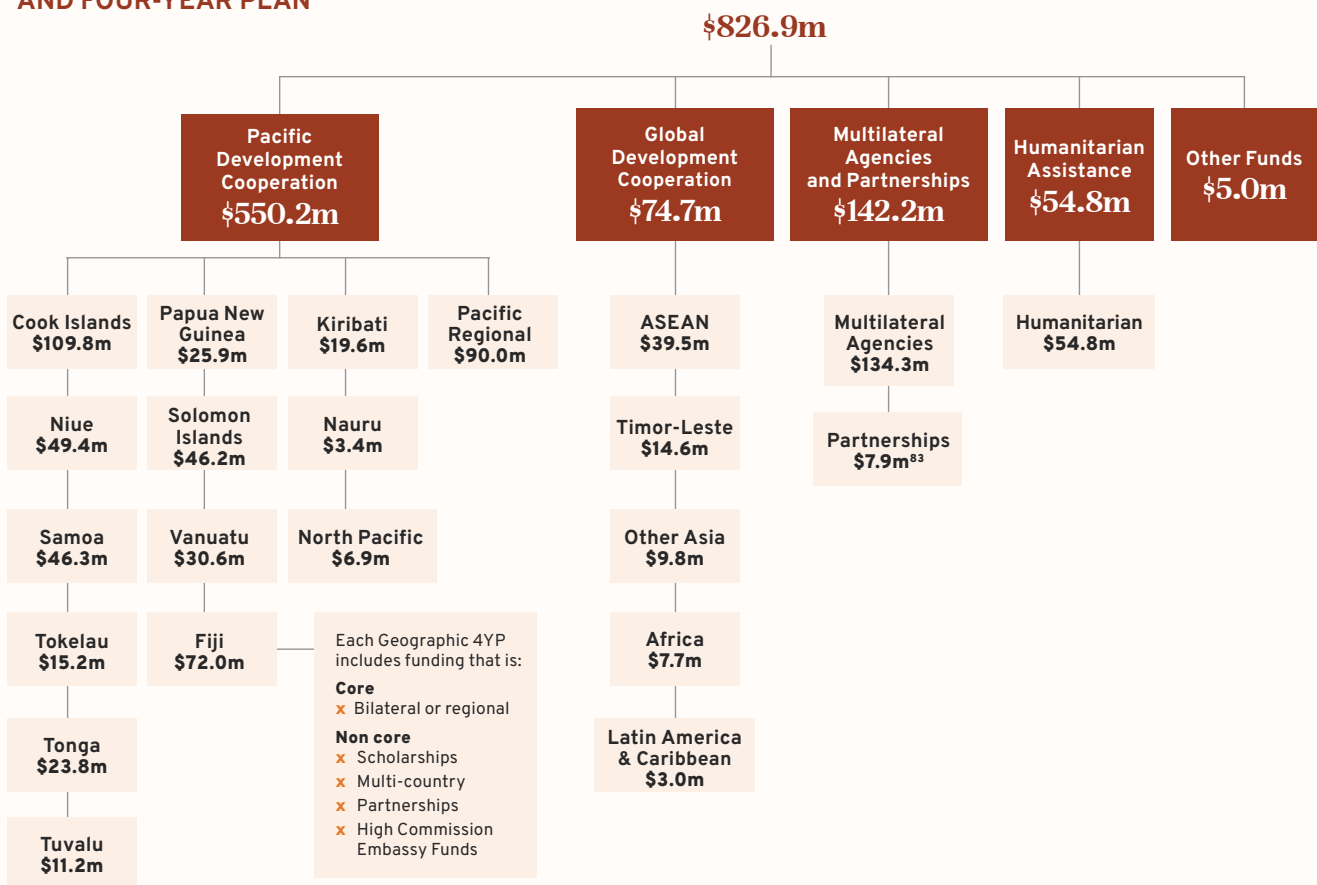 AND FOUR-YEAR PLAN
$826.9m
Pacific
Development
Cooperation
$550.2m
Global
Development
Cooperation
$74.7m
Multilateral
Agencies
and Partnerships
$142.2m
Humanitarian
Assistance
$54.8m
Other Funds
$5.0m
Cook Islands
$109.8m
Niue
$49.4m
Samoa
$46.3m
Tokelau
$15.2m
Tonga
$23.8m
Tuvalu
$11.2m
Papua New
Guinea
$25.9m
Solomon
Islands
$46.2m
Vanuatu
$30.6m
Fiji
$72.0m
Kiribati
$19.6m
Nauru
$3.4m
North Pacific
$6.9m
Pacific
Regional
$90.0m
Each Geographic 4YP
includes funding that is:
Core
x Bilateral or regional
Non core
x Scholarships
x Multi-country
x Partnerships
x High Commission
Embassy Funds
ASEAN
$39.5m
Timor-Leste
$14.6m
Other Asia
$9.8m
Africa
$7.7m
Latin America
& Caribbean
$3.0m
Multilateral
Agencies
$134.3m
Partnerships
$7.9m⁸³
Humanitarian
$54.8m